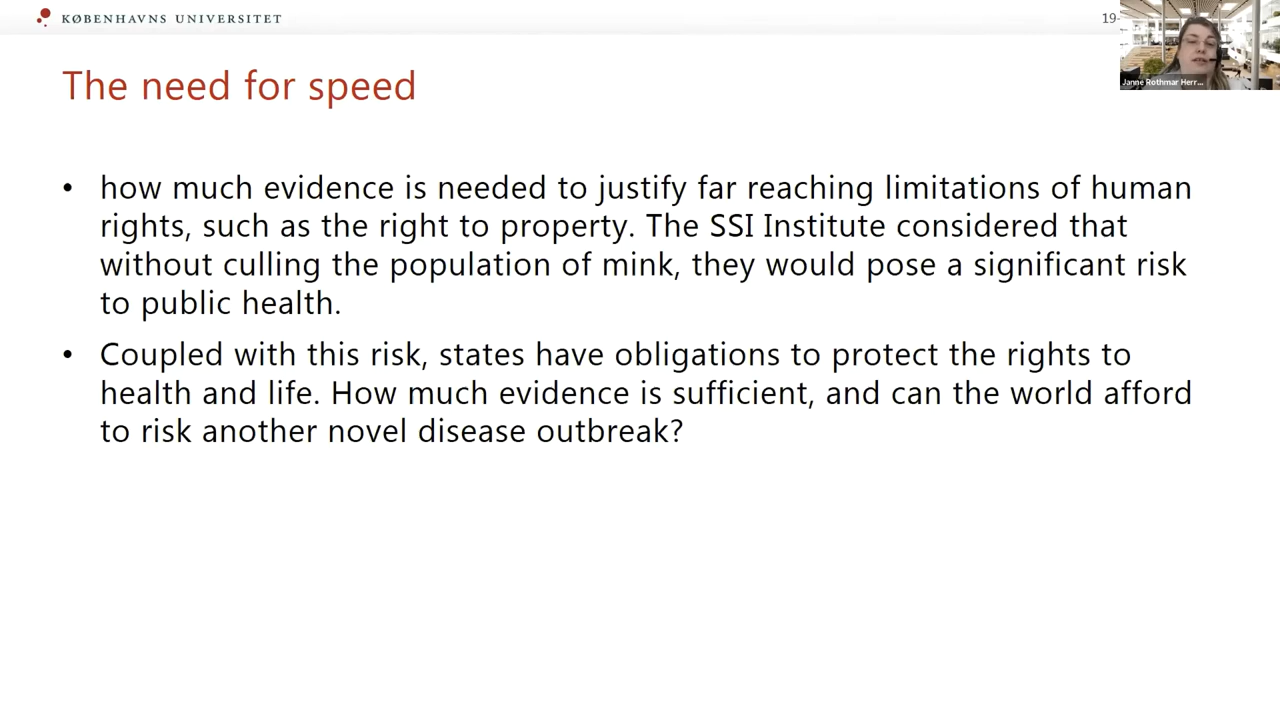 KØBENHAVNS UNIVERSITET
19-
Janne Rothmar Herr...
The need for speed
• how much evidence is needed to justify far reaching limitations of human
rights, such as the right to property. The SSI Institute considered that
without culling the population of mink, they would pose a significant risk
to public health.
• Coupled with this risk, states have obligations to protect the rights to
health and life. How much evidence is sufficient, and can the world afford
to risk another novel disease outbreak?